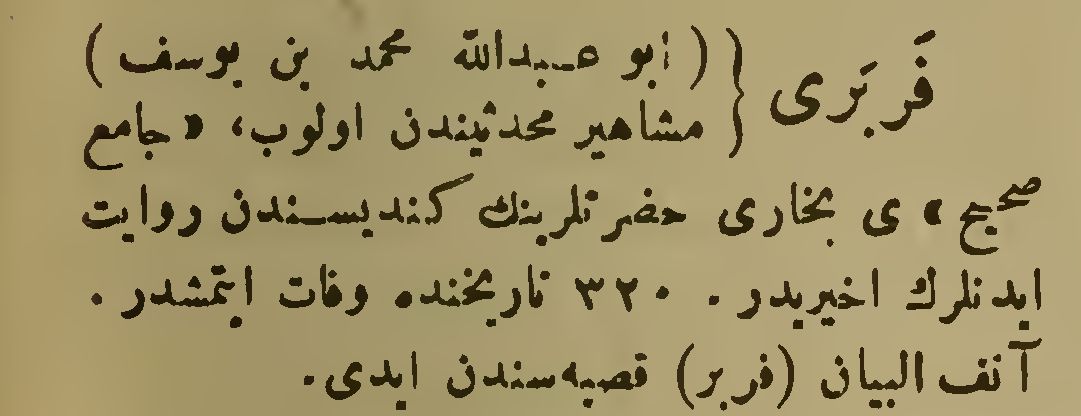 فَربَرى { (ابو عبدالله محمد بن يوسف)
مشاهير محدثيندن اولوب، «جامع
صحيح» ى بخارى حضرتلرينك كنديسندن روايت
ايدنلرك اخيريدر. ٣٢٠ تاريخنده وفات ايتمشدر.
آنف البيان (فربر) قصبه‌سندن ايدى.